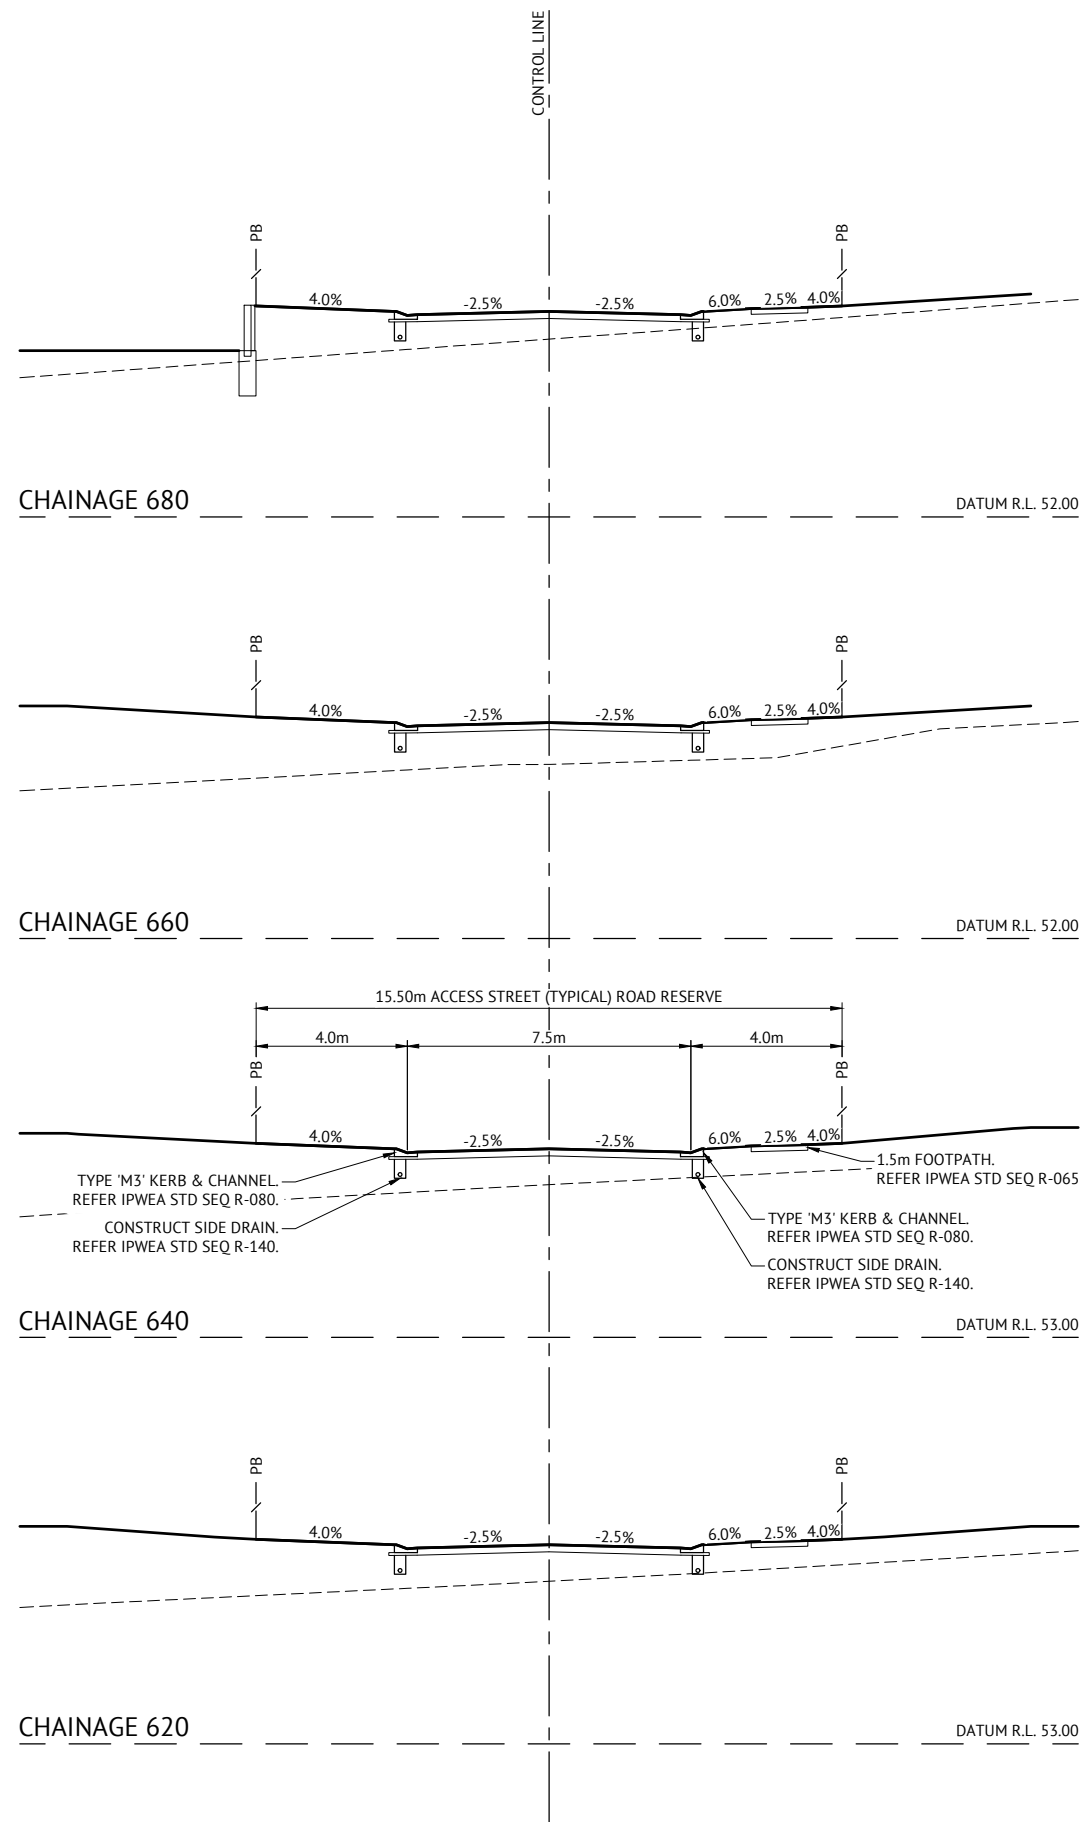 CONTROL LINE
PB
PB
4.0%
-2.5%
-2.5%
6.0%
2.5%
4.0%
CHAINAGE 680
DATUM R.L. 52.00
PB
PB
4.0%
-2.5%
-2.5%
6.0%
2.5%
4.0%
CHAINAGE 660
DATUM R.L. 52.00
15.50m ACCESS STREET (TYPICAL) ROAD RESERVE
4.0m
7.5m
4.0m
PB
PB
4.0%
-2.5%
-2.5%
6.0%
2.5%
4.0%
TYPE 'M3' KERB & CHANNEL.
REFER IPWEA STD SEQ R-080.
CONSTRUCT SIDE DRAIN.
REFER IPWEA STD SEQ R-140.
1.5m FOOTPATH.
REFER IPWEA STD SEQ R-065
TYPE 'M3' KERB & CHANNEL.
REFER IPWEA STD SEQ R-080.
CONSTRUCT SIDE DRAIN.
REFER IPWEA STD SEQ R-140.
CHAINAGE 640
DATUM R.L. 53.00
PB
PB
4.0%
-2.5%
-2.5%
6.0%
2.5%
4.0%
CHAINAGE 620
DATUM R.L. 53.00